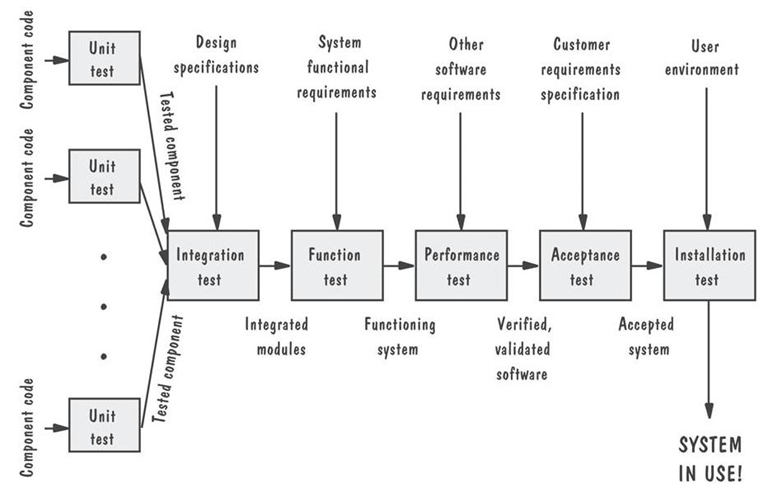 Component code
Unit
test
Component code
Unit
test
Component code
Unit
test
Tested component
Tested component
Design
specifications
System
functional
requirements
Other
software
requirements
Customer
requirements
specification
User
environment
Integration
test
Function
test
Performance
test
Acceptance
test
Installation
test
Integrated
modules
Functioning
system
Verified,
validated
software
Accepted
system
SYSTEM
IN USE!